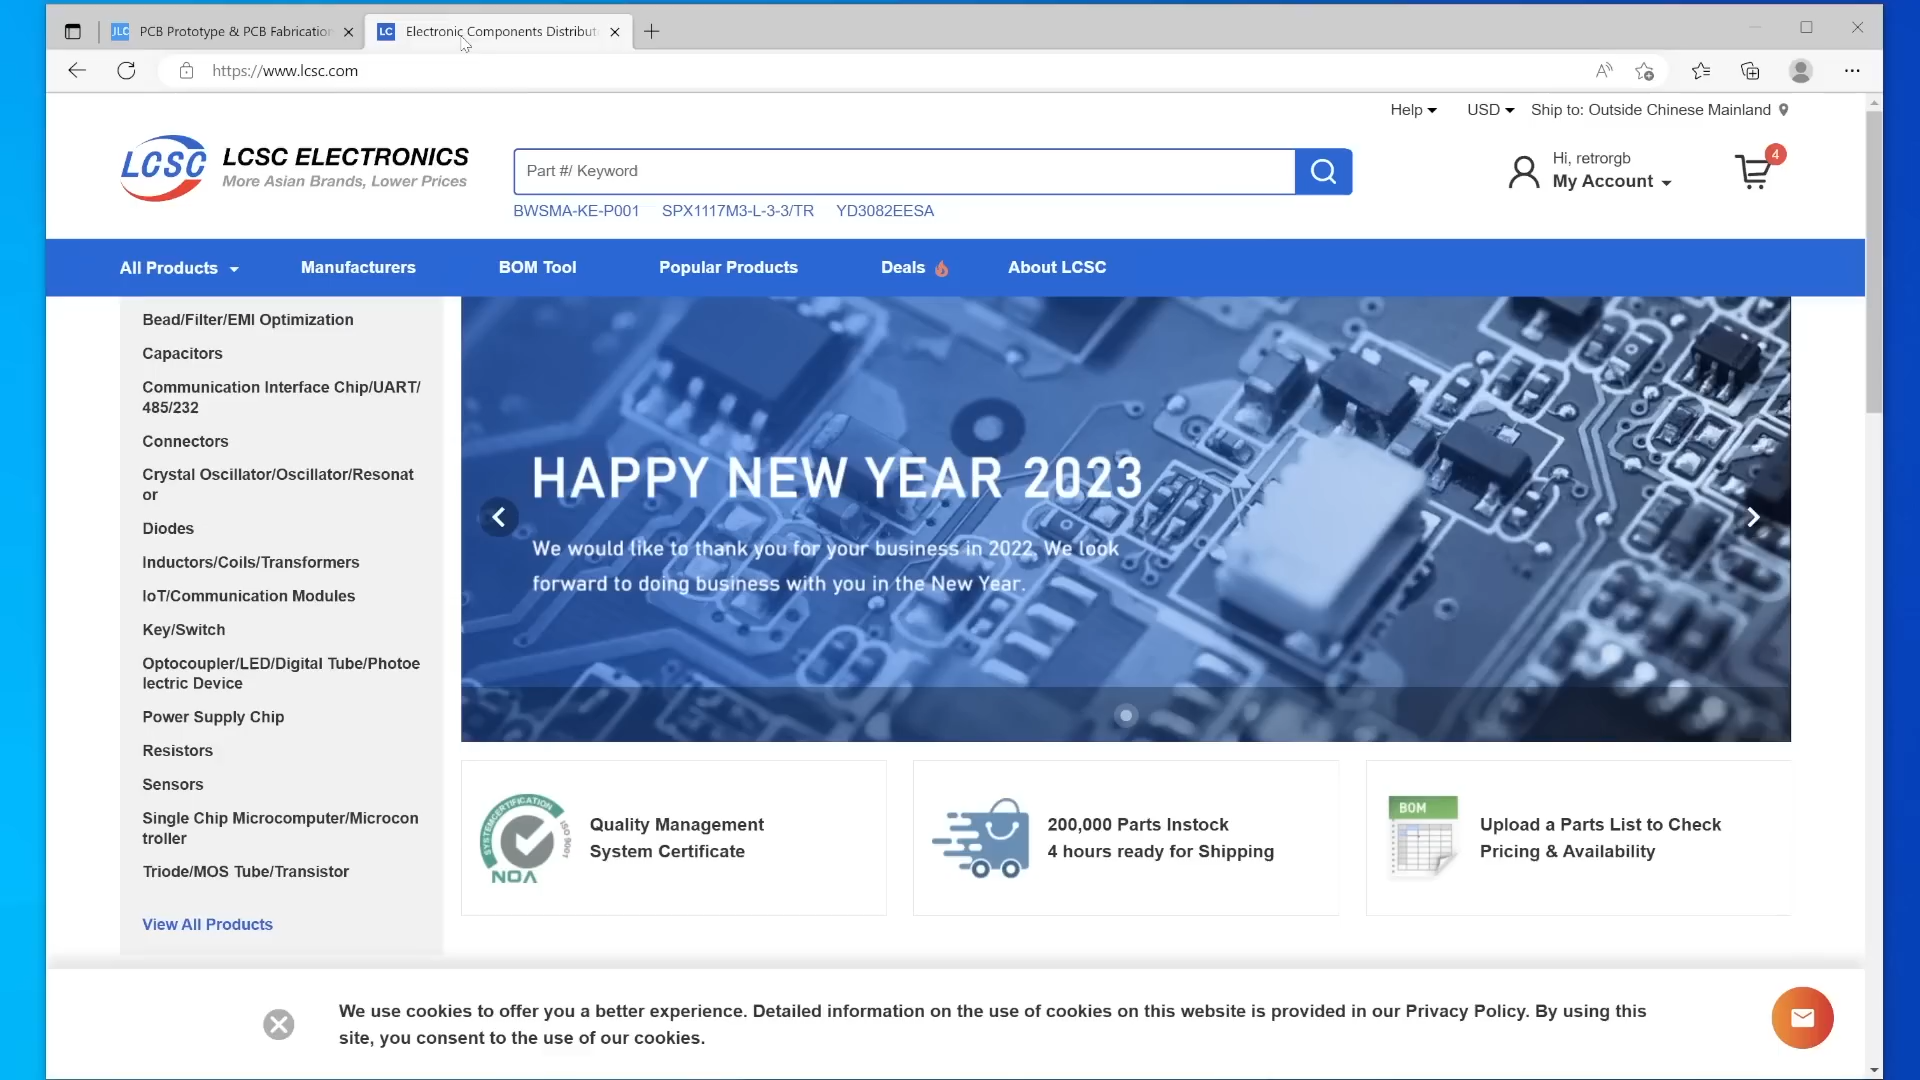 JLC PCB Prototype & PCB Fabrication
LC Electronic Components Distribut
https://www.lcsc.com
Help USD Ship to: Outside Chinese Mainland
LCSC LCSC ELECTRONICS
More Asian Brands, Lower Prices
Part #/ Keyword
Hi, retrorgb
My Account
4
BWSMA-KE-P001 SPX1117M3-L-3-3/TR YD3082EESA
All Products Manufacturers BOM Tool Popular Products Deals About LCSC
Bead/Filter/EMI Optimization
Capacitors
Communication Interface Chip/UART/
485/232
Connectors
Crystal Oscillator/Oscillator/Resonat
or
Diodes
Inductors/Coils/Transformers
IoT/Communication Modules
Key/Switch
Optocoupler/LED/Digital Tube/Photoe
lectric Device
Power Supply Chip
Resistors
Sensors
Single Chip Microcomputer/Microcon
troller
Triode/MOS Tube/Transistor
View All Products
HAPPY NEW YEAR 2023
We would like to thank you for your business in 2022, We look
forward to doing business with you in the New Year.
SYSTEM CERTIFICATION
ISO 9001
NQA
Quality Management
System Certificate
200,000 Parts Instock
4 hours ready for Shipping
BOM
Upload a Parts List to Check
Pricing & Availability
We use cookies to offer you a better experience. Detailed information on the use of cookies on this website is provided in our Privacy Policy. By using this
site, you consent to the use of our cookies.